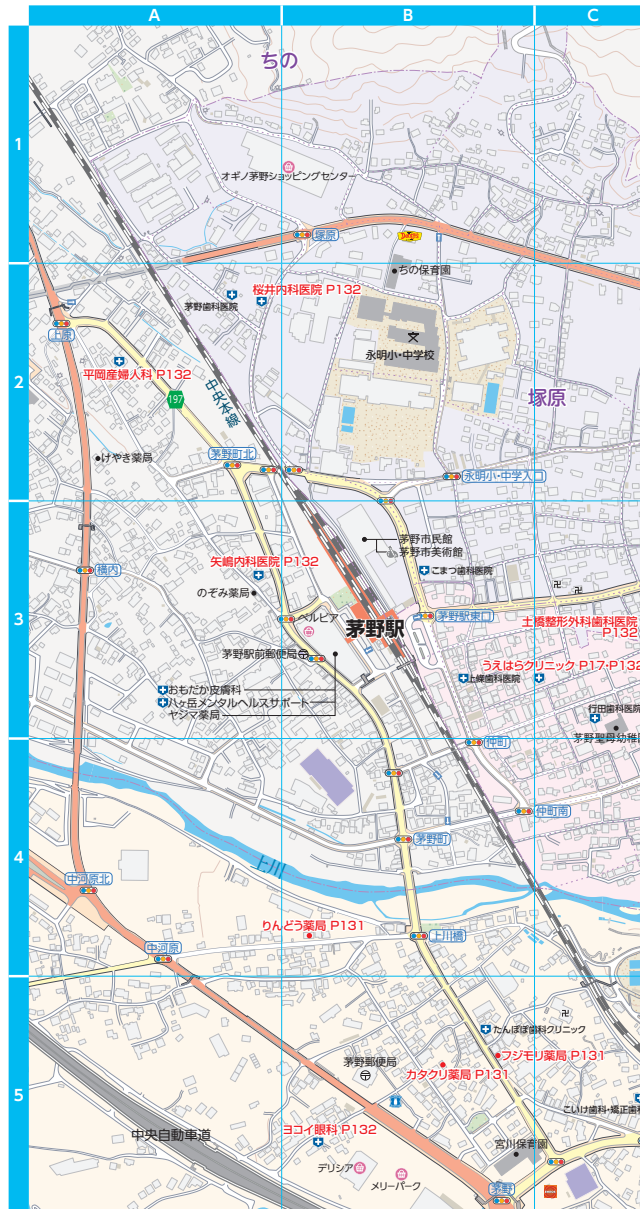 A
B
C
ちの
1
オギノ茅野ショッピングセンター
塚原
ちの保育園
桜井内科医院 P132
茅野歯科医院
上原
永明小・中学校
2
平岡産婦人科 P132
中央本線
197
塚原
茅野町北
けやき薬局
永明小・中学入口
茅野市民館
茅野市美術館
矢嶋内科医院 P132
こまつ歯科医院
横内
のぞみ薬局
3
ベルビア
茅野駅
茅野駅東口
土橋整形外科歯科医院
P132
茅野駅前郵便局
うえはらクリニック P17・P132
上條歯科医院
おもだか皮膚科
八ヶ岳メンタルヘルスサポート
ヤジマ薬局
行田歯科医院
茅野聖母幼稚園
仲町
仲町南
茅野町
4
上川
中河原北
りんどう薬局 P131
上川橋
中河原
たんぽぽ歯科クリニック
フジモリ薬局 P131
茅野郵便局
カタクリ薬局 P131
5
こいけ歯科・矯正歯科
ヨコイ眼科 P132
中央自動車道
宮川保育園
デリシア
メリーパーク
茅野